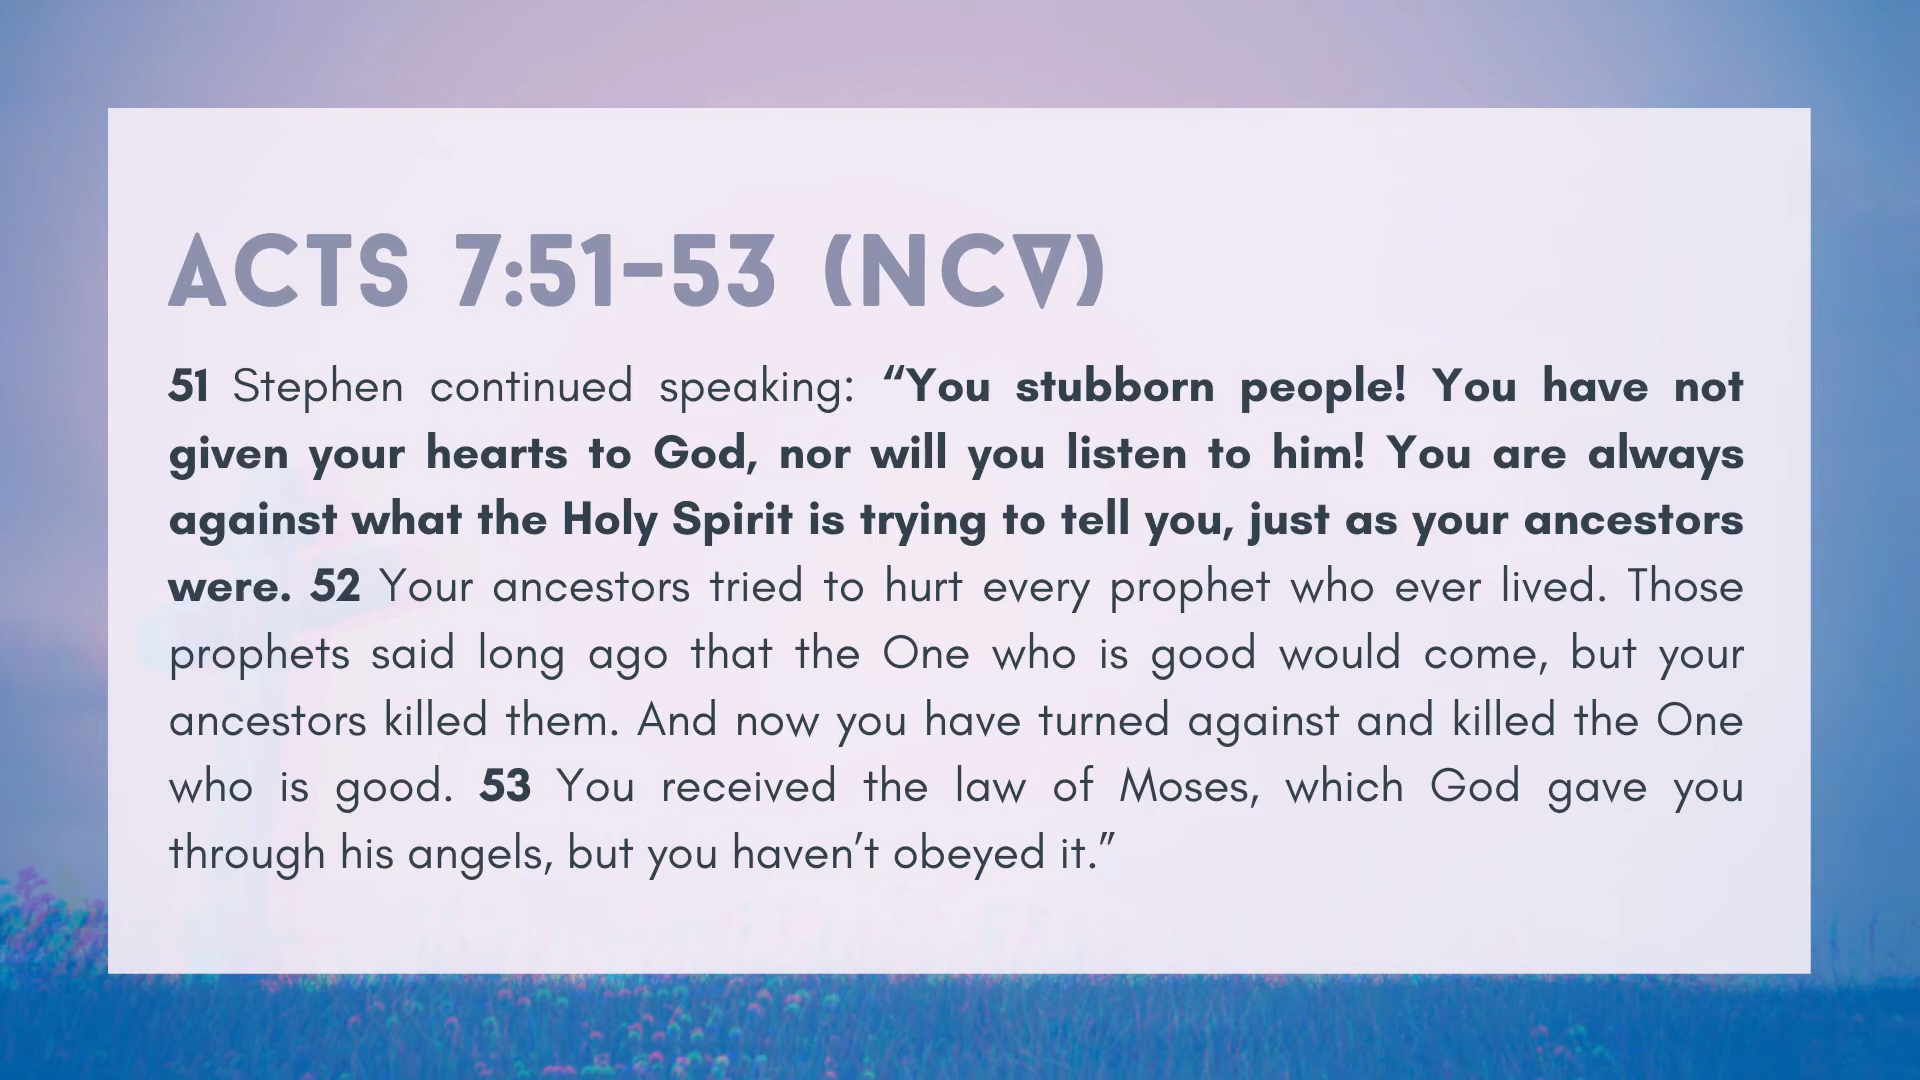 ACTS 7:51-53 (NCV)
51 Stephen continued speaking: “You stubborn people! You have not
given your hearts to God, nor will you listen to him! You are always
against what the Holy Spirit is trying to tell you, just as your ancestors
were. 52 Your ancestors tried to hurt every prophet who ever lived. Those
prophets said long ago that the One who is good would come, but your
ancestors killed them. And now you have turned against and killed the One
who is good. 53 You received the law of Moses, which God gave you
through his angels, but you haven’t obeyed it.”